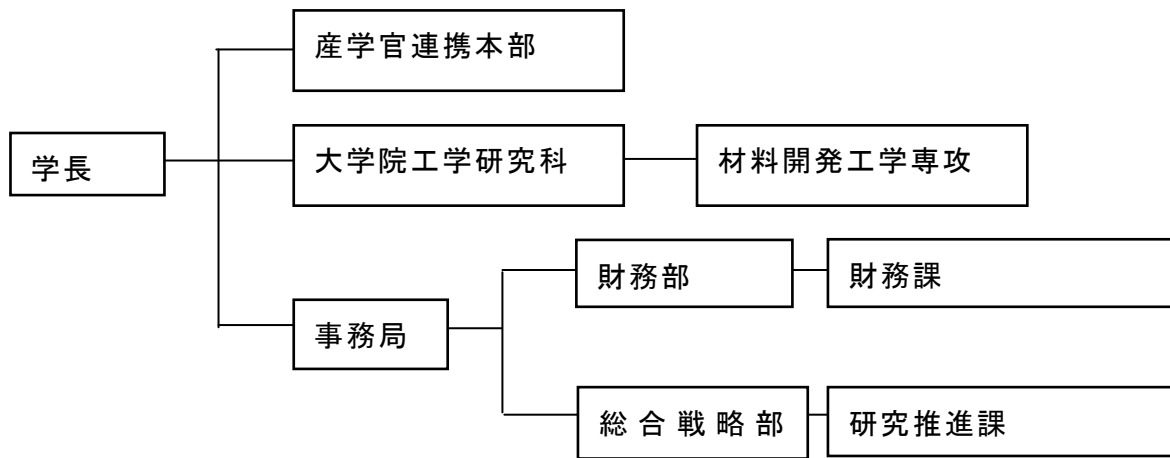 産学官連携本部
学長
大学院工学研究科
材料開発工学専攻
財務部
財務課
事務局
総合戦略部
研究推進課